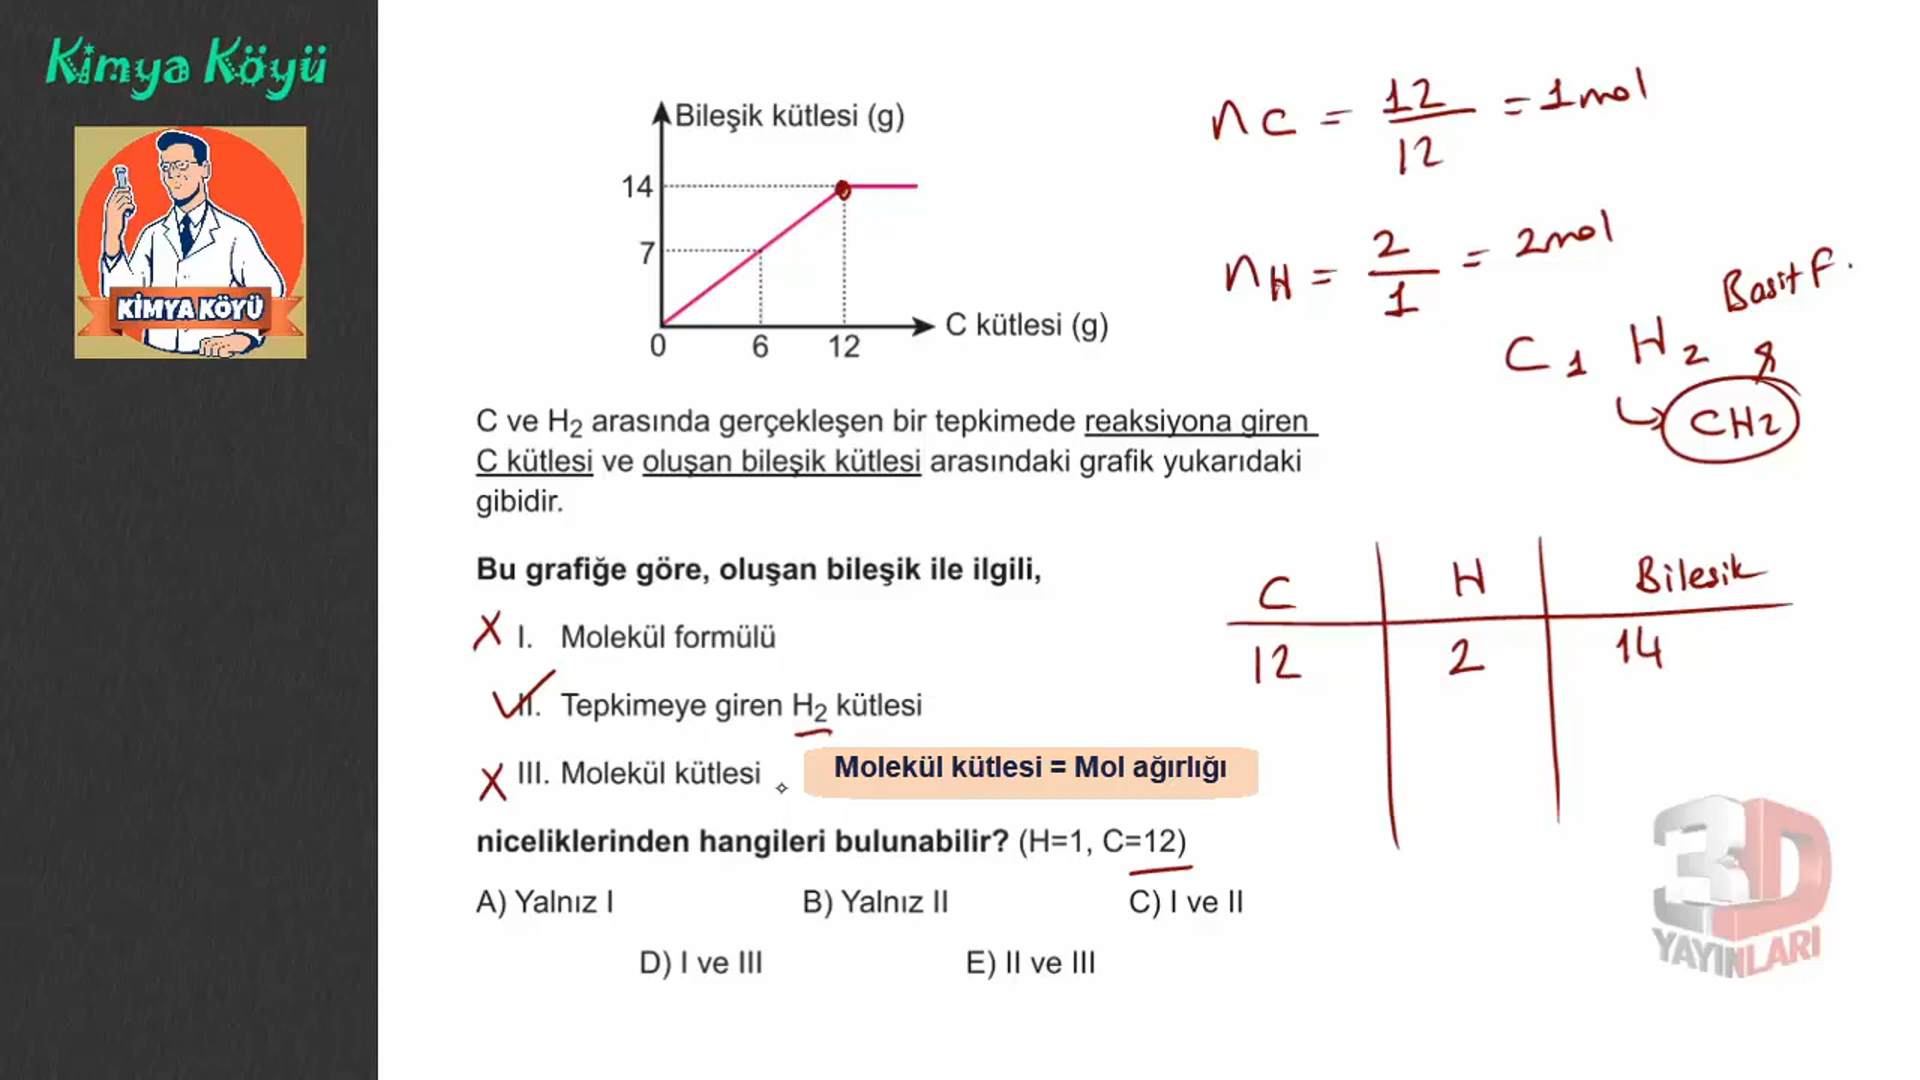 Kimya Köyü
KİMYA KÖYÜ
Bileşik kütlesi (g)
14
7
0
6
12
C kütlesi (g)
nC = 12/12 = 1mol
nH = 2/1 = 2mol
Basit F.
C1 H2
CH2
C ve H2 arasında gerçekleşen bir tepkimede reaksiyona giren
C kütlesi ve oluşan bileşik kütlesi arasındaki grafik yukarıdaki
gibidir.
Bu grafiğe göre, oluşan bileşik ile ilgili,
X I. Molekül formülü
✓ II. Tepkimeye giren H2 kütlesi
X III. Molekül kütlesi
Molekül kütlesi = Mol ağırlığı
niceliklerinden hangileri bulunabilir? (H=1, C=12)
A) Yalnız I B) Yalnız II C) I ve II
D) I ve III E) II ve III
C H Bileşik
12 2 14
3D
YAYINLARI